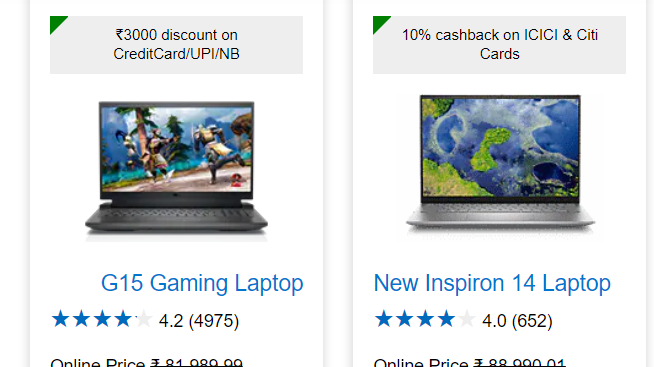 ₹3000 discount on
CreditCard/UPI/NB
G15 Gaming Laptop
4.2 (4975)
Online Price ₹ 81,989.99
10% cashback on ICICI & Citi
Cards
New Inspiron 14 Laptop
4.0 (652)
Online Price ₹ 88,990.01